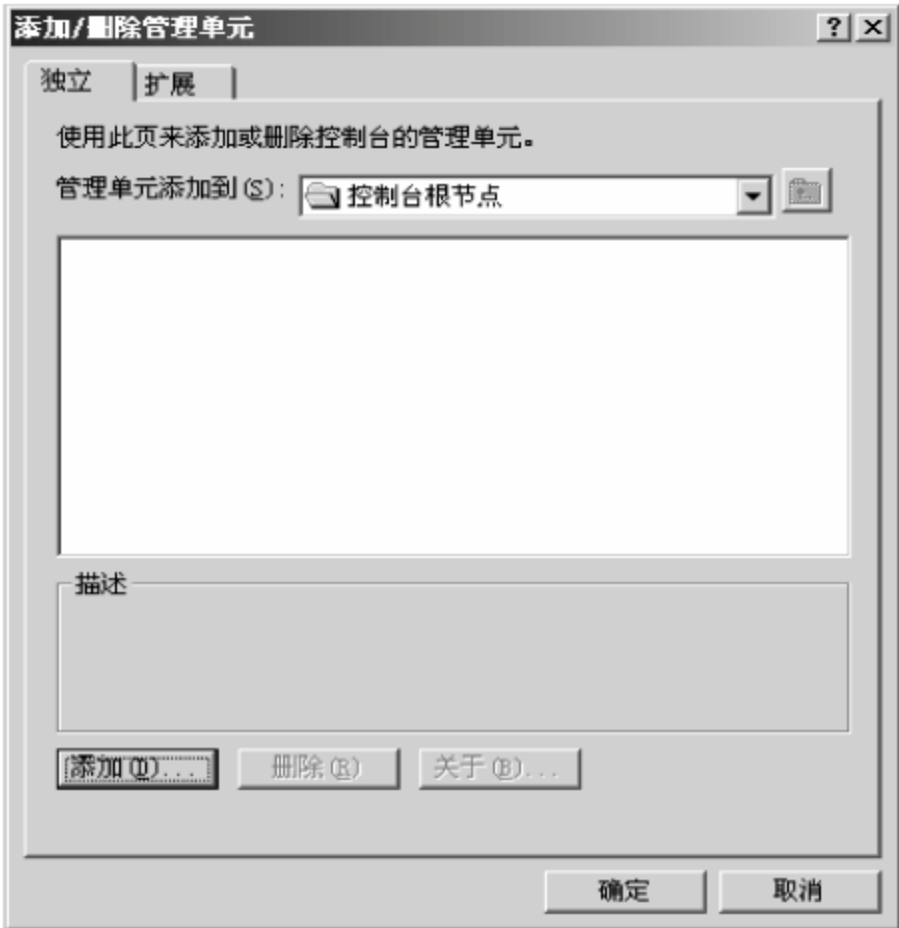 添加/删除管理单元
独立 扩展
使用此页来添加或删除控制台的管理单元。
管理单元添加到(S): 控制台根节点
描述
添加(D)... 删除(R) 关于(B)...
确定 取消